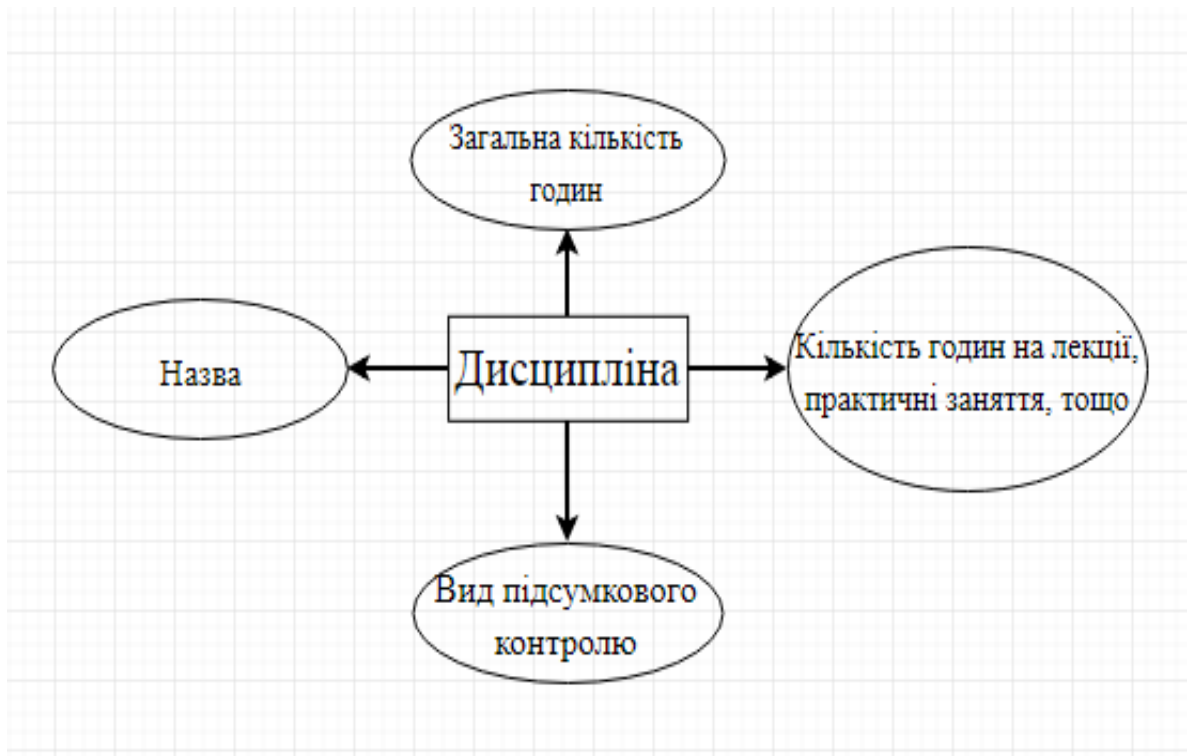 Загальна кількість
годин
Назва
Дисципліна
Кількість годин на лекції,
практичні заняття, тощо
Вид підсумкового
контролю